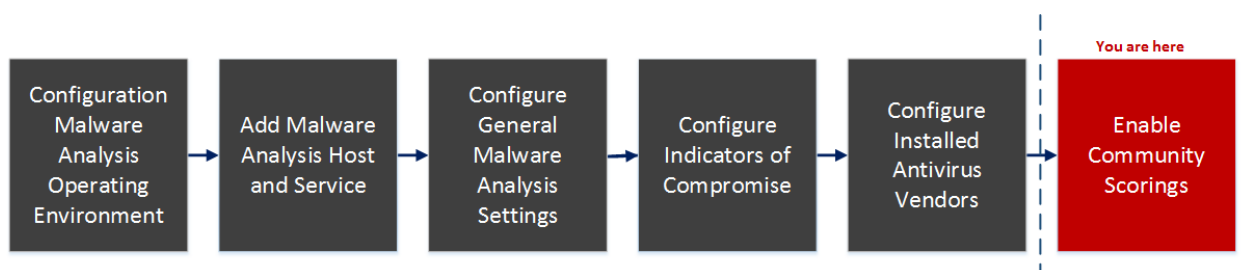 You are here
Configuration
Malware
Analysis
Operating
Environment
Add Malware
Analysis Host
and Service
Configure
General
Malware
Analysis
Settings
Configure
Indicators of
Compromise
Configure
Installed
Antivirus
Vendors
Enable
Community
Scorings